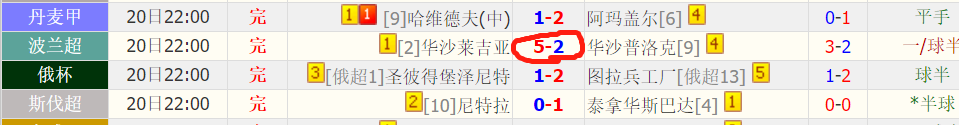 丹麦甲 20日22:00 完 1 1 [9]哈维德夫(中) 1-2 阿玛盖尔[6] 4 0-1 平手
波兰超 20日22:00 完 1 [2]华沙莱吉亚 5-2 华沙普洛克[9] 4 3-2 一/球半
俄杯 20日22:00 完 3 [俄超1]圣彼得堡泽尼特 1-2 图拉兵工厂[俄超13] 5 1-2 球半
斯伐超 20日22:00 完 2 [10]尼特拉 0-1 泰拿华斯巴达[4] 1 0-0 *半球